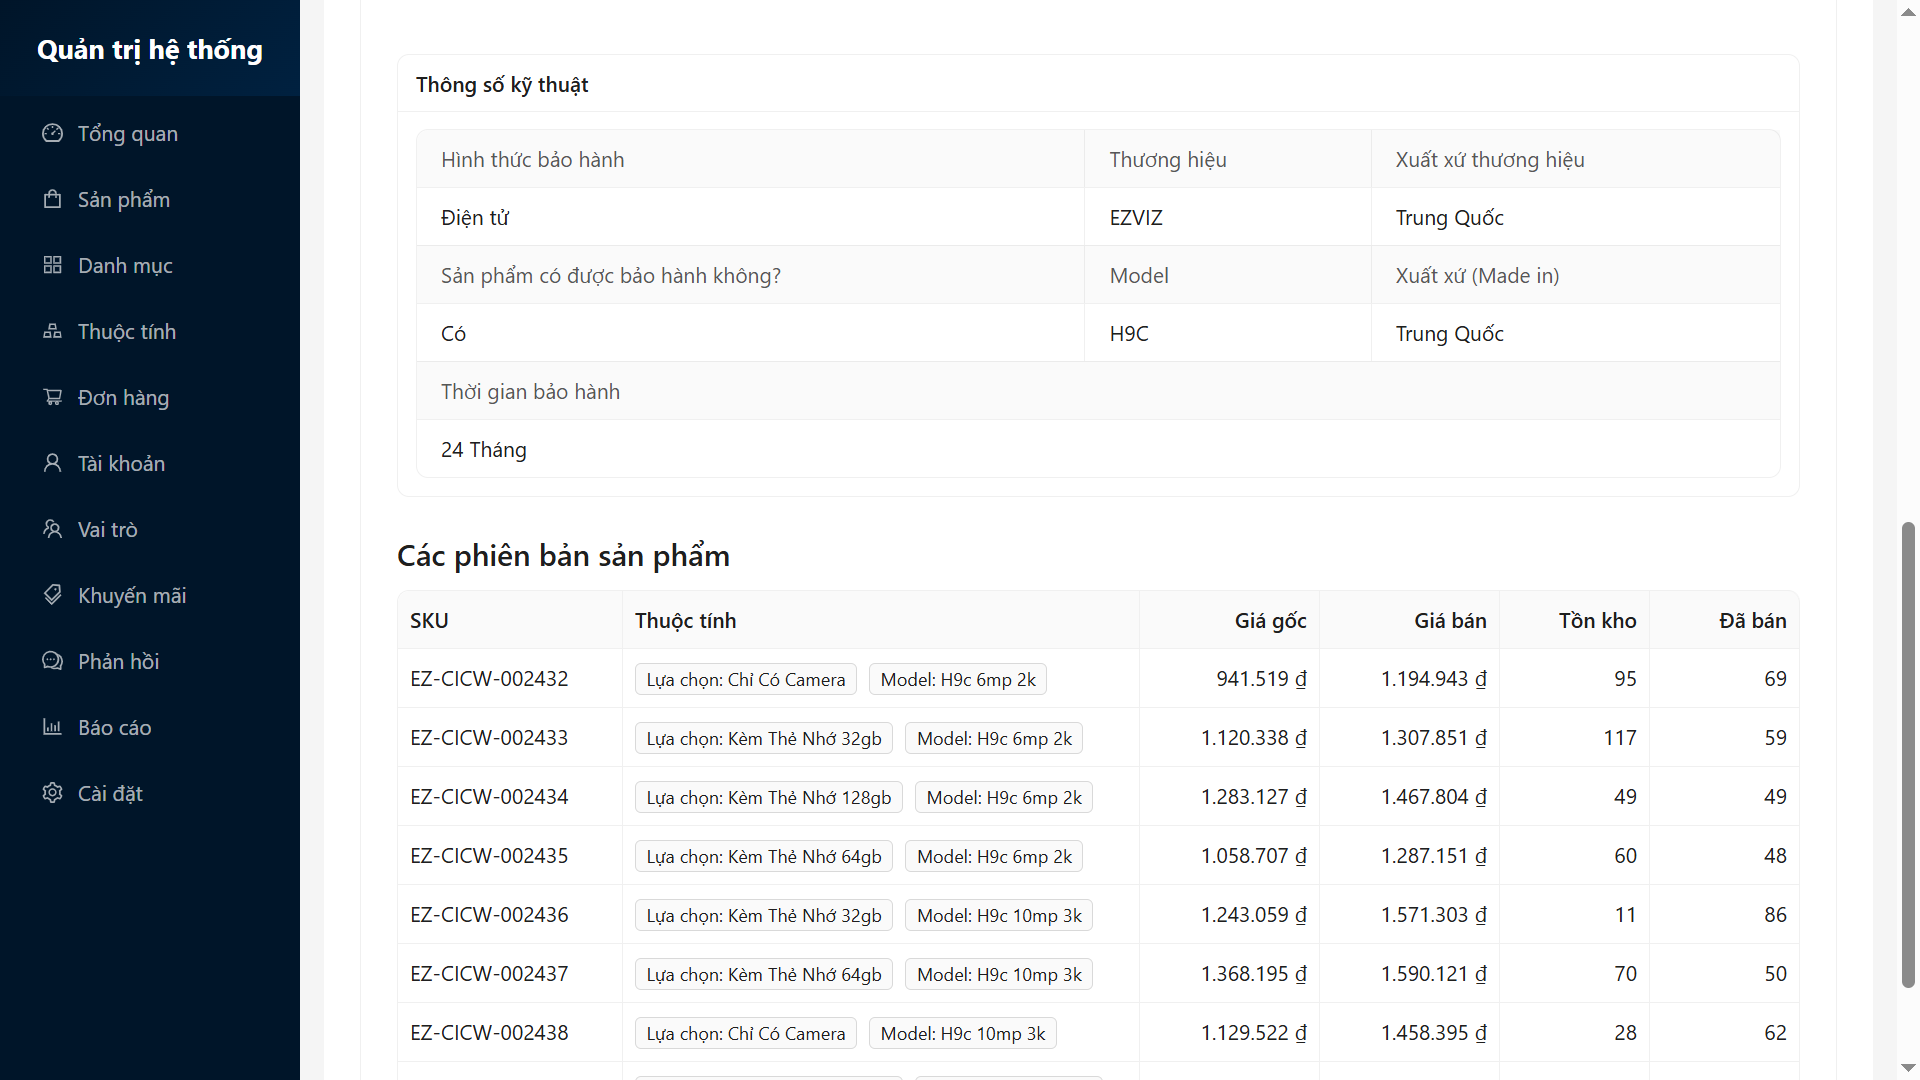 Quản trị hệ thống
Tổng quan
Sản phẩm
Danh mục
Thuộc tính
Đơn hàng
Tài khoản
Vai trò
Khuyến mãi
Phản hồi
Báo cáo
Cài đặt
Thông số kỹ thuật
Hình thức bảo hành Thương hiệu Xuất xứ thương hiệu
Điện tử EZVIZ Trung Quốc
Sản phẩm có được bảo hành không? Model Xuất xứ (Made in)
Có H9C Trung Quốc
Thời gian bảo hành
24 Tháng
Các phiên bản sản phẩm
SKU Thuộc tính Giá gốc Giá bán Tồn kho Đã bán
EZ-CICW-002432 Lựa chọn: Chỉ Có Camera Model: H9c 6mp 2k 941.519 ₫ 1.194.943 ₫ 95 69
EZ-CICW-002433 Lựa chọn: Kèm Thẻ Nhớ 32gb Model: H9c 6mp 2k 1.120.338 ₫ 1.307.851 ₫ 117 59
EZ-CICW-002434 Lựa chọn: Kèm Thẻ Nhớ 128gb Model: H9c 6mp 2k 1.283.127 ₫ 1.467.804 ₫ 49 49
EZ-CICW-002435 Lựa chọn: Kèm Thẻ Nhớ 64gb Model: H9c 6mp 2k 1.058.707 ₫ 1.287.151 ₫ 60 48
EZ-CICW-002436 Lựa chọn: Kèm Thẻ Nhớ 32gb Model: H9c 10mp 3k 1.243.059 ₫ 1.571.303 ₫ 11 86
EZ-CICW-002437 Lựa chọn: Kèm Thẻ Nhớ 64gb Model: H9c 10mp 3k 1.368.195 ₫ 1.590.121 ₫ 70 50
EZ-CICW-002438 Lựa chọn: Chỉ Có Camera Model: H9c 10mp 3k 1.129.522 ₫ 1.458.395 ₫ 28 62